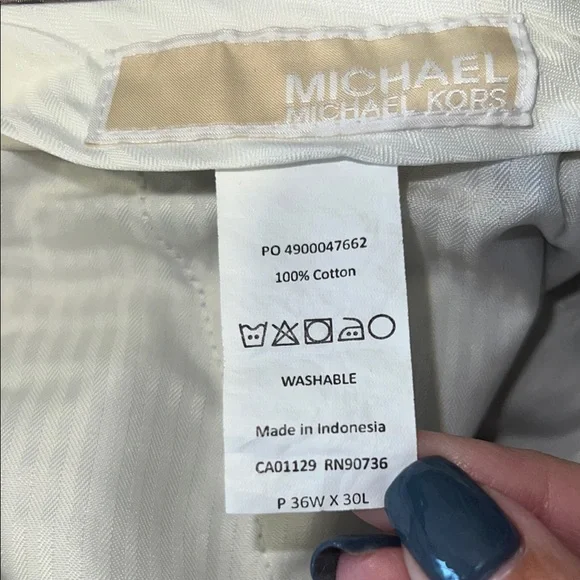 MICHAEL
MICHAEL KORS
PO 4900047662
100% Cotton
WASHABLE
Made in Indonesia
CA01129 RN90736
P 36W X 30L